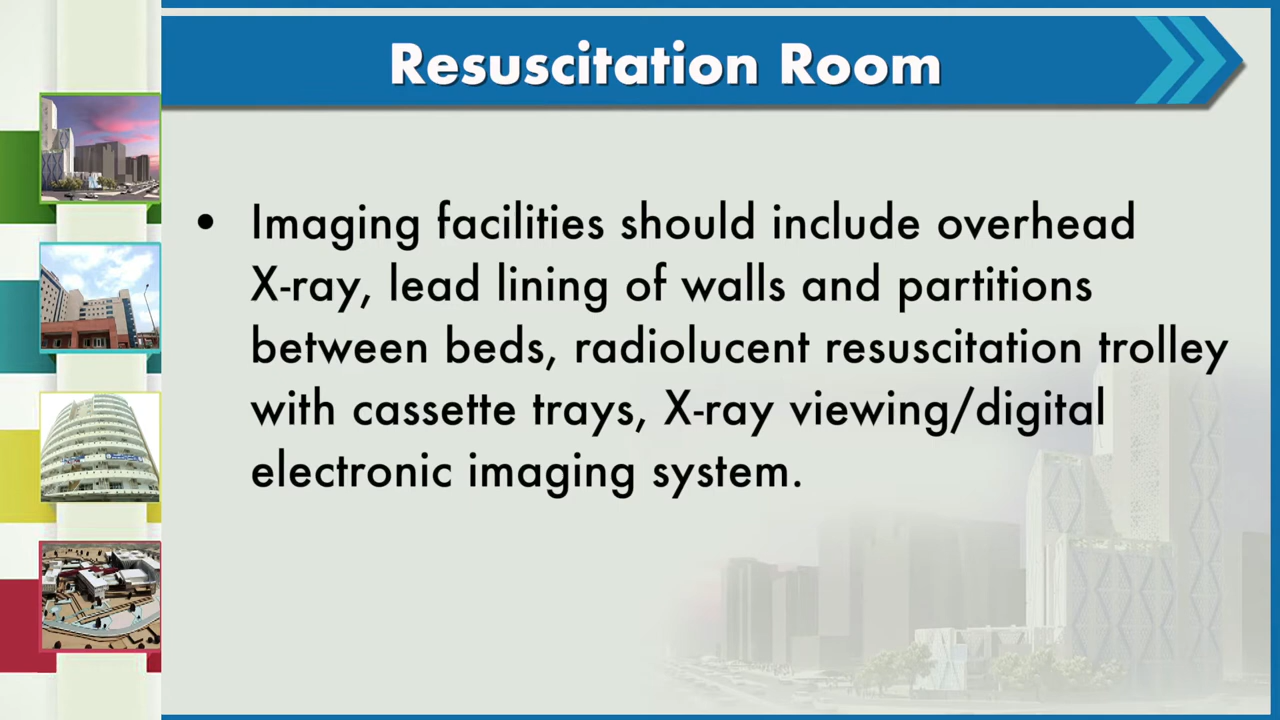 Resuscitation Room
• Imaging facilities should include overhead
X-ray, lead lining of walls and partitions
between beds, radiolucent resuscitation trolley
with cassette trays, X-ray viewing/digital
electronic imaging system.